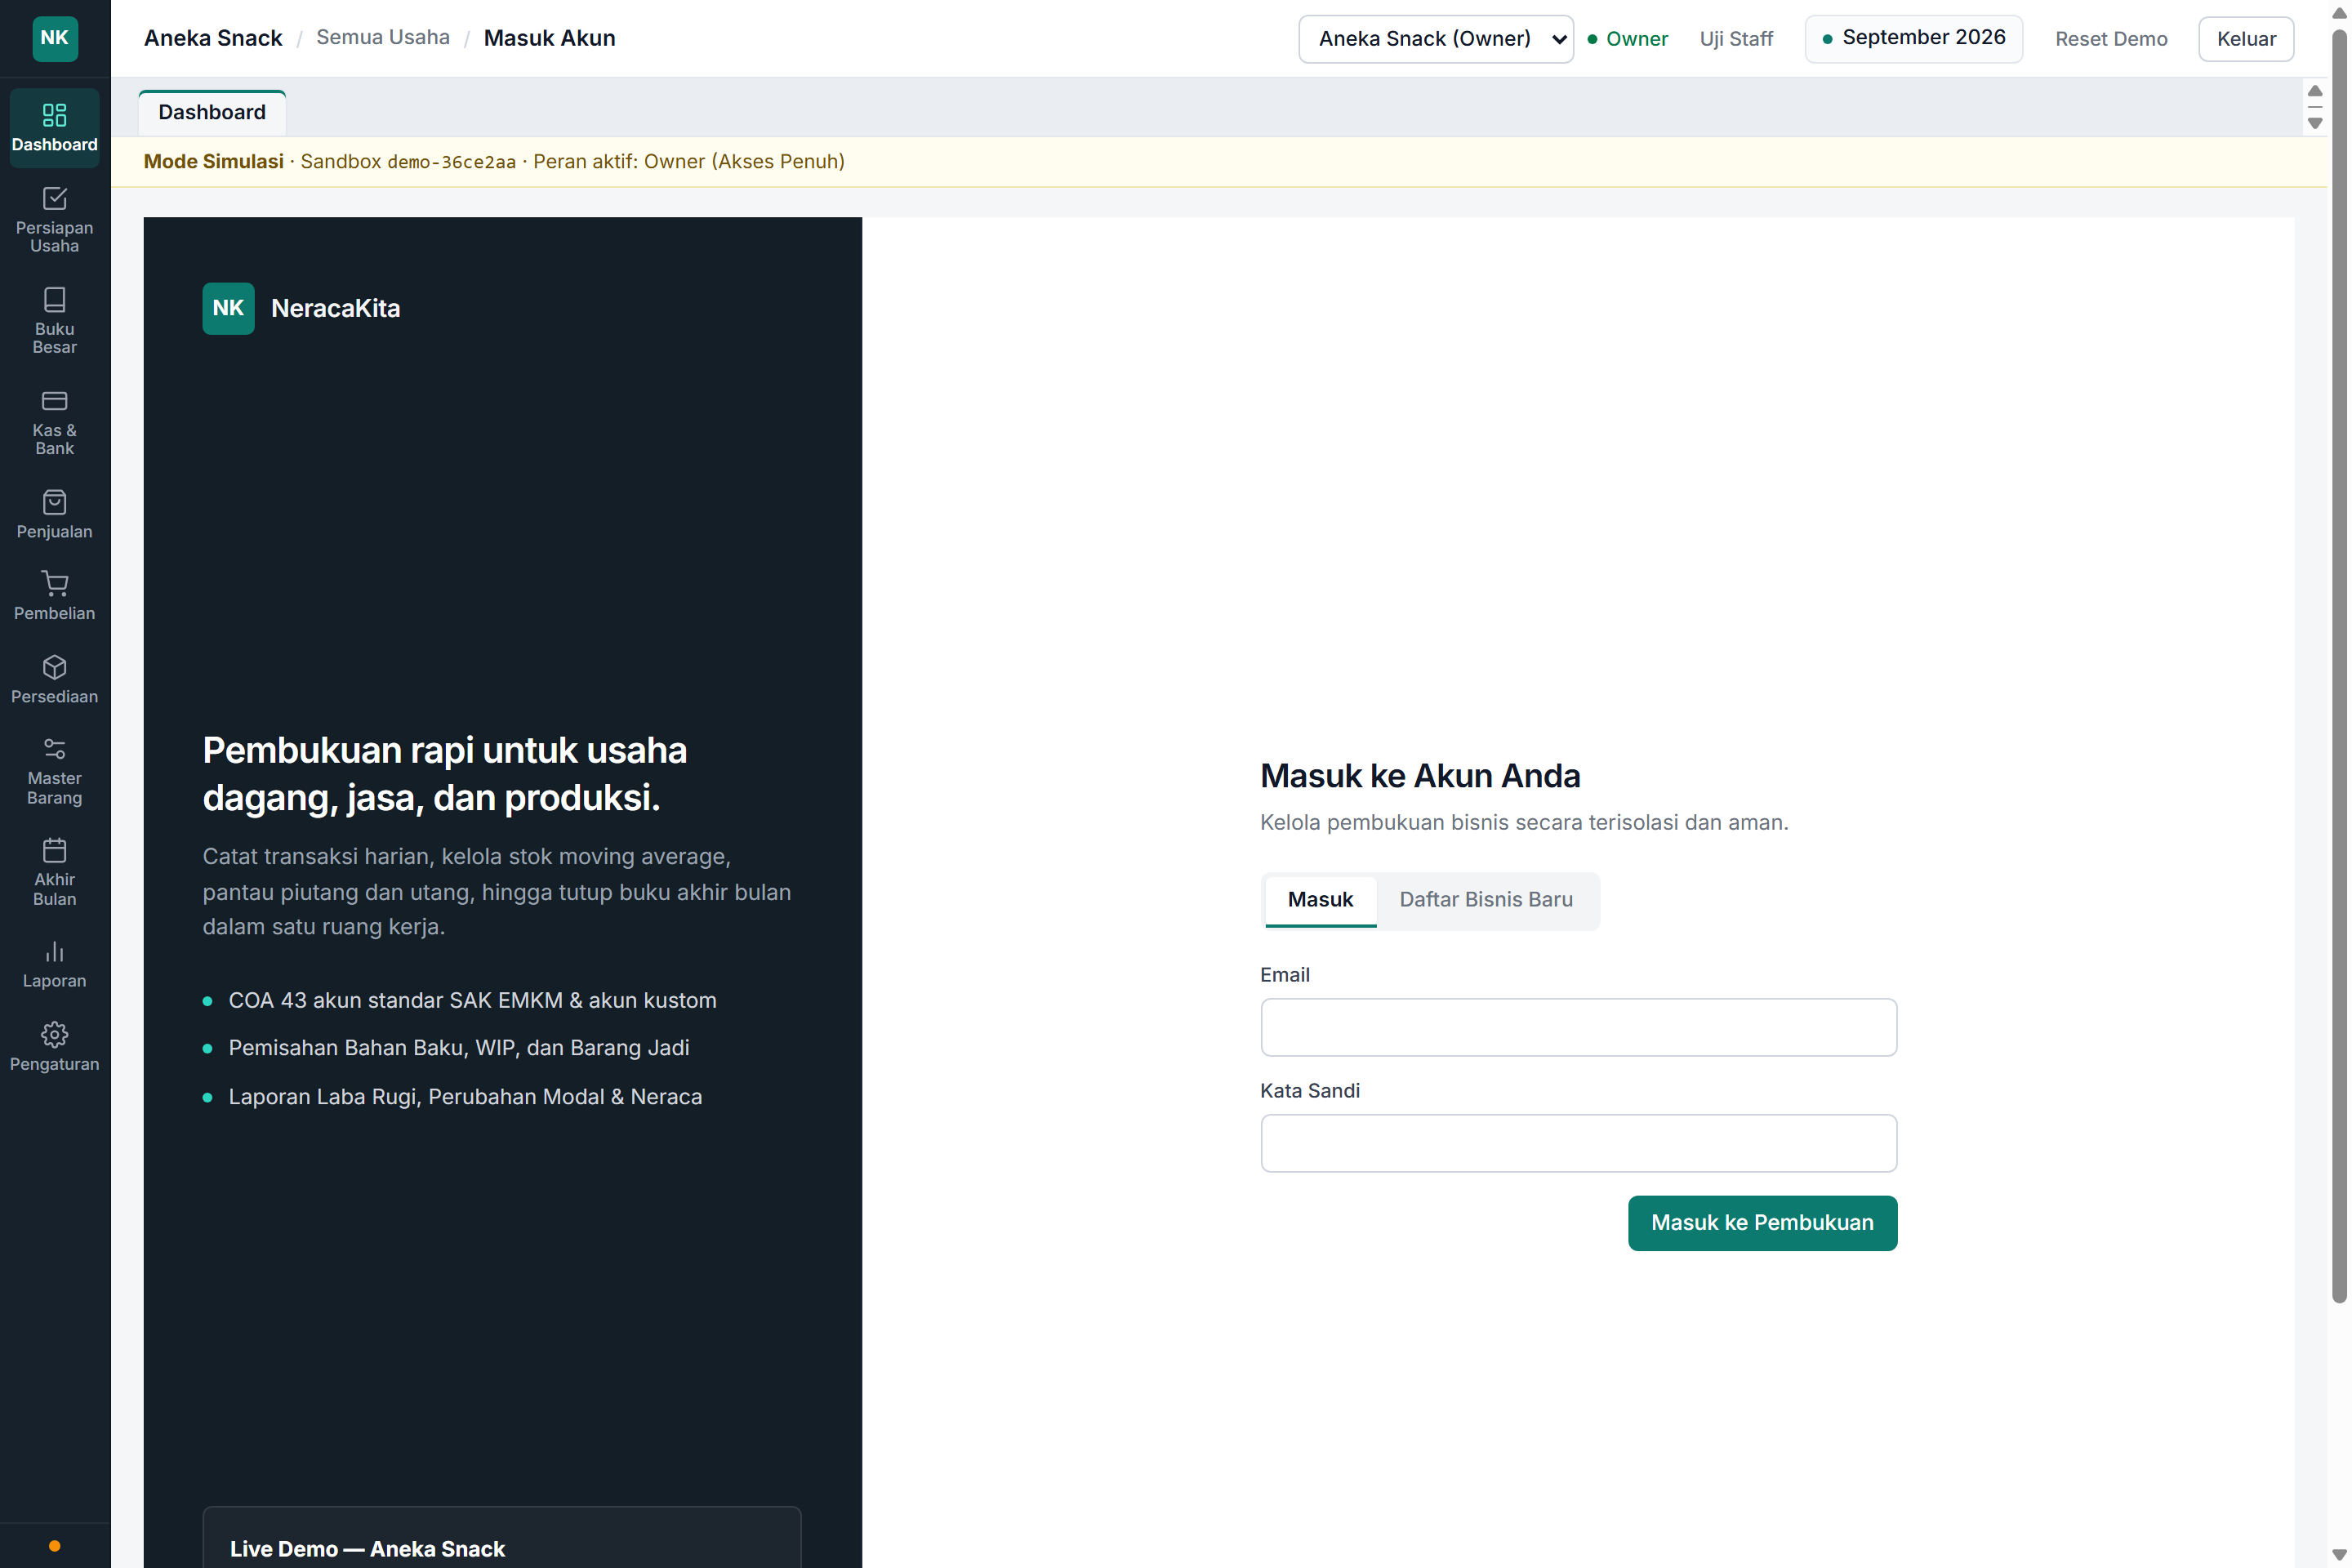 NK
Aneka Snack / Semua Usaha / Masuk Akun
Aneka Snack (Owner)
Owner
Uji Staff
September 2026
Reset Demo
Keluar
Dashboard
Persiapan
Usaha
Buku
Besar
Kas &
Bank
Penjualan
Pembelian
Persediaan
Master
Barang
Akhir
Bulan
Laporan
Pengaturan
Dashboard
Mode Simulasi · Sandbox demo-36ce2aa · Peran aktif: Owner (Akses Penuh)
NK NeracaKita
Pembukuan rapi untuk usaha
dagang, jasa, dan produksi.
Catat transaksi harian, kelola stok moving average,
pantau piutang dan utang, hingga tutup buku akhir bulan
dalam satu ruang kerja.
COA 43 akun standar SAK EMKM & akun kustom
Pemisahan Bahan Baku, WIP, dan Barang Jadi
Laporan Laba Rugi, Perubahan Modal & Neraca
Live Demo — Aneka Snack
Masuk ke Akun Anda
Kelola pembukuan bisnis secara terisolasi dan aman.
Masuk
Daftar Bisnis Baru
Email
Kata Sandi
Masuk ke Pembukuan